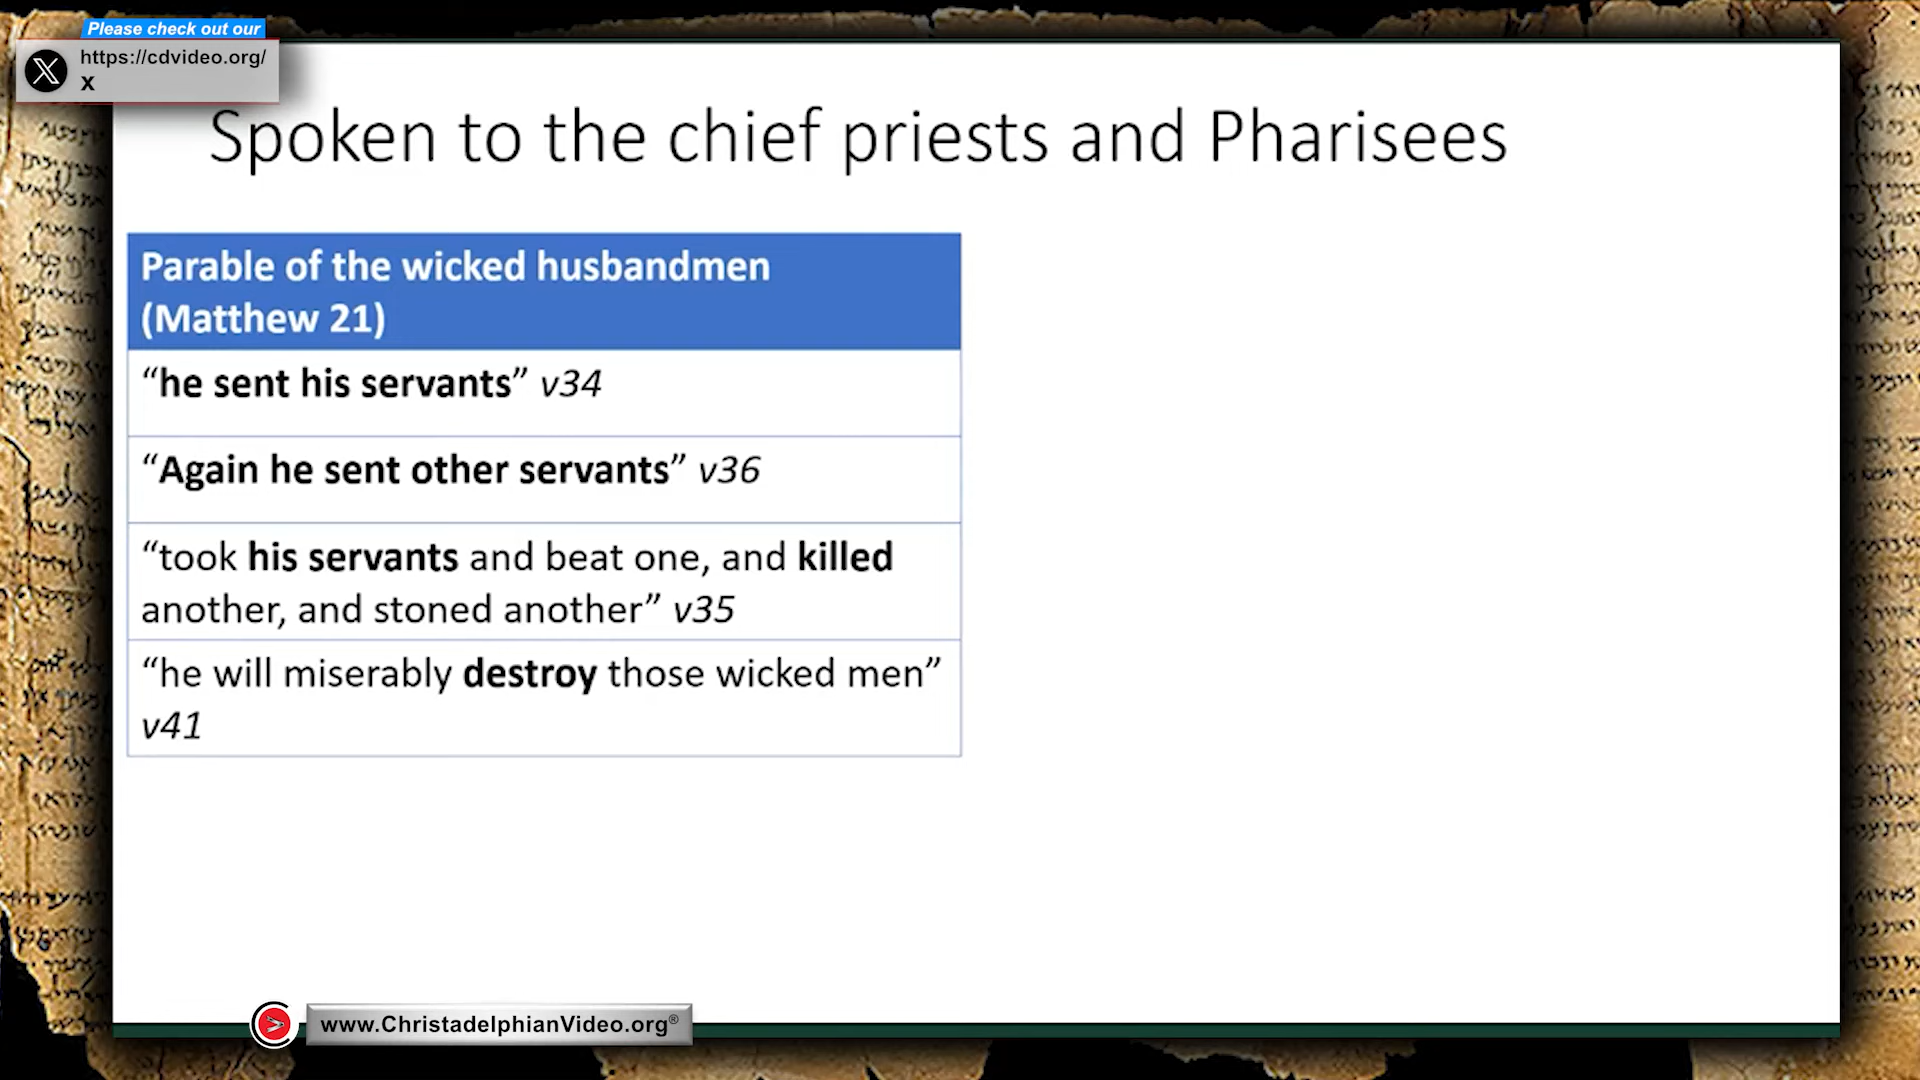 Please check out our
https://cdvideo.org/
x
Spoken to the chief priests and Pharisees
Parable of the wicked husbandmen
(Matthew 21)
“he sent his servants” v34
“Again he sent other servants” v36
“took his servants and beat one, and killed
another, and stoned another” v35
“he will miserably destroy those wicked men”
v41
www.ChristadelphianVideo.org®